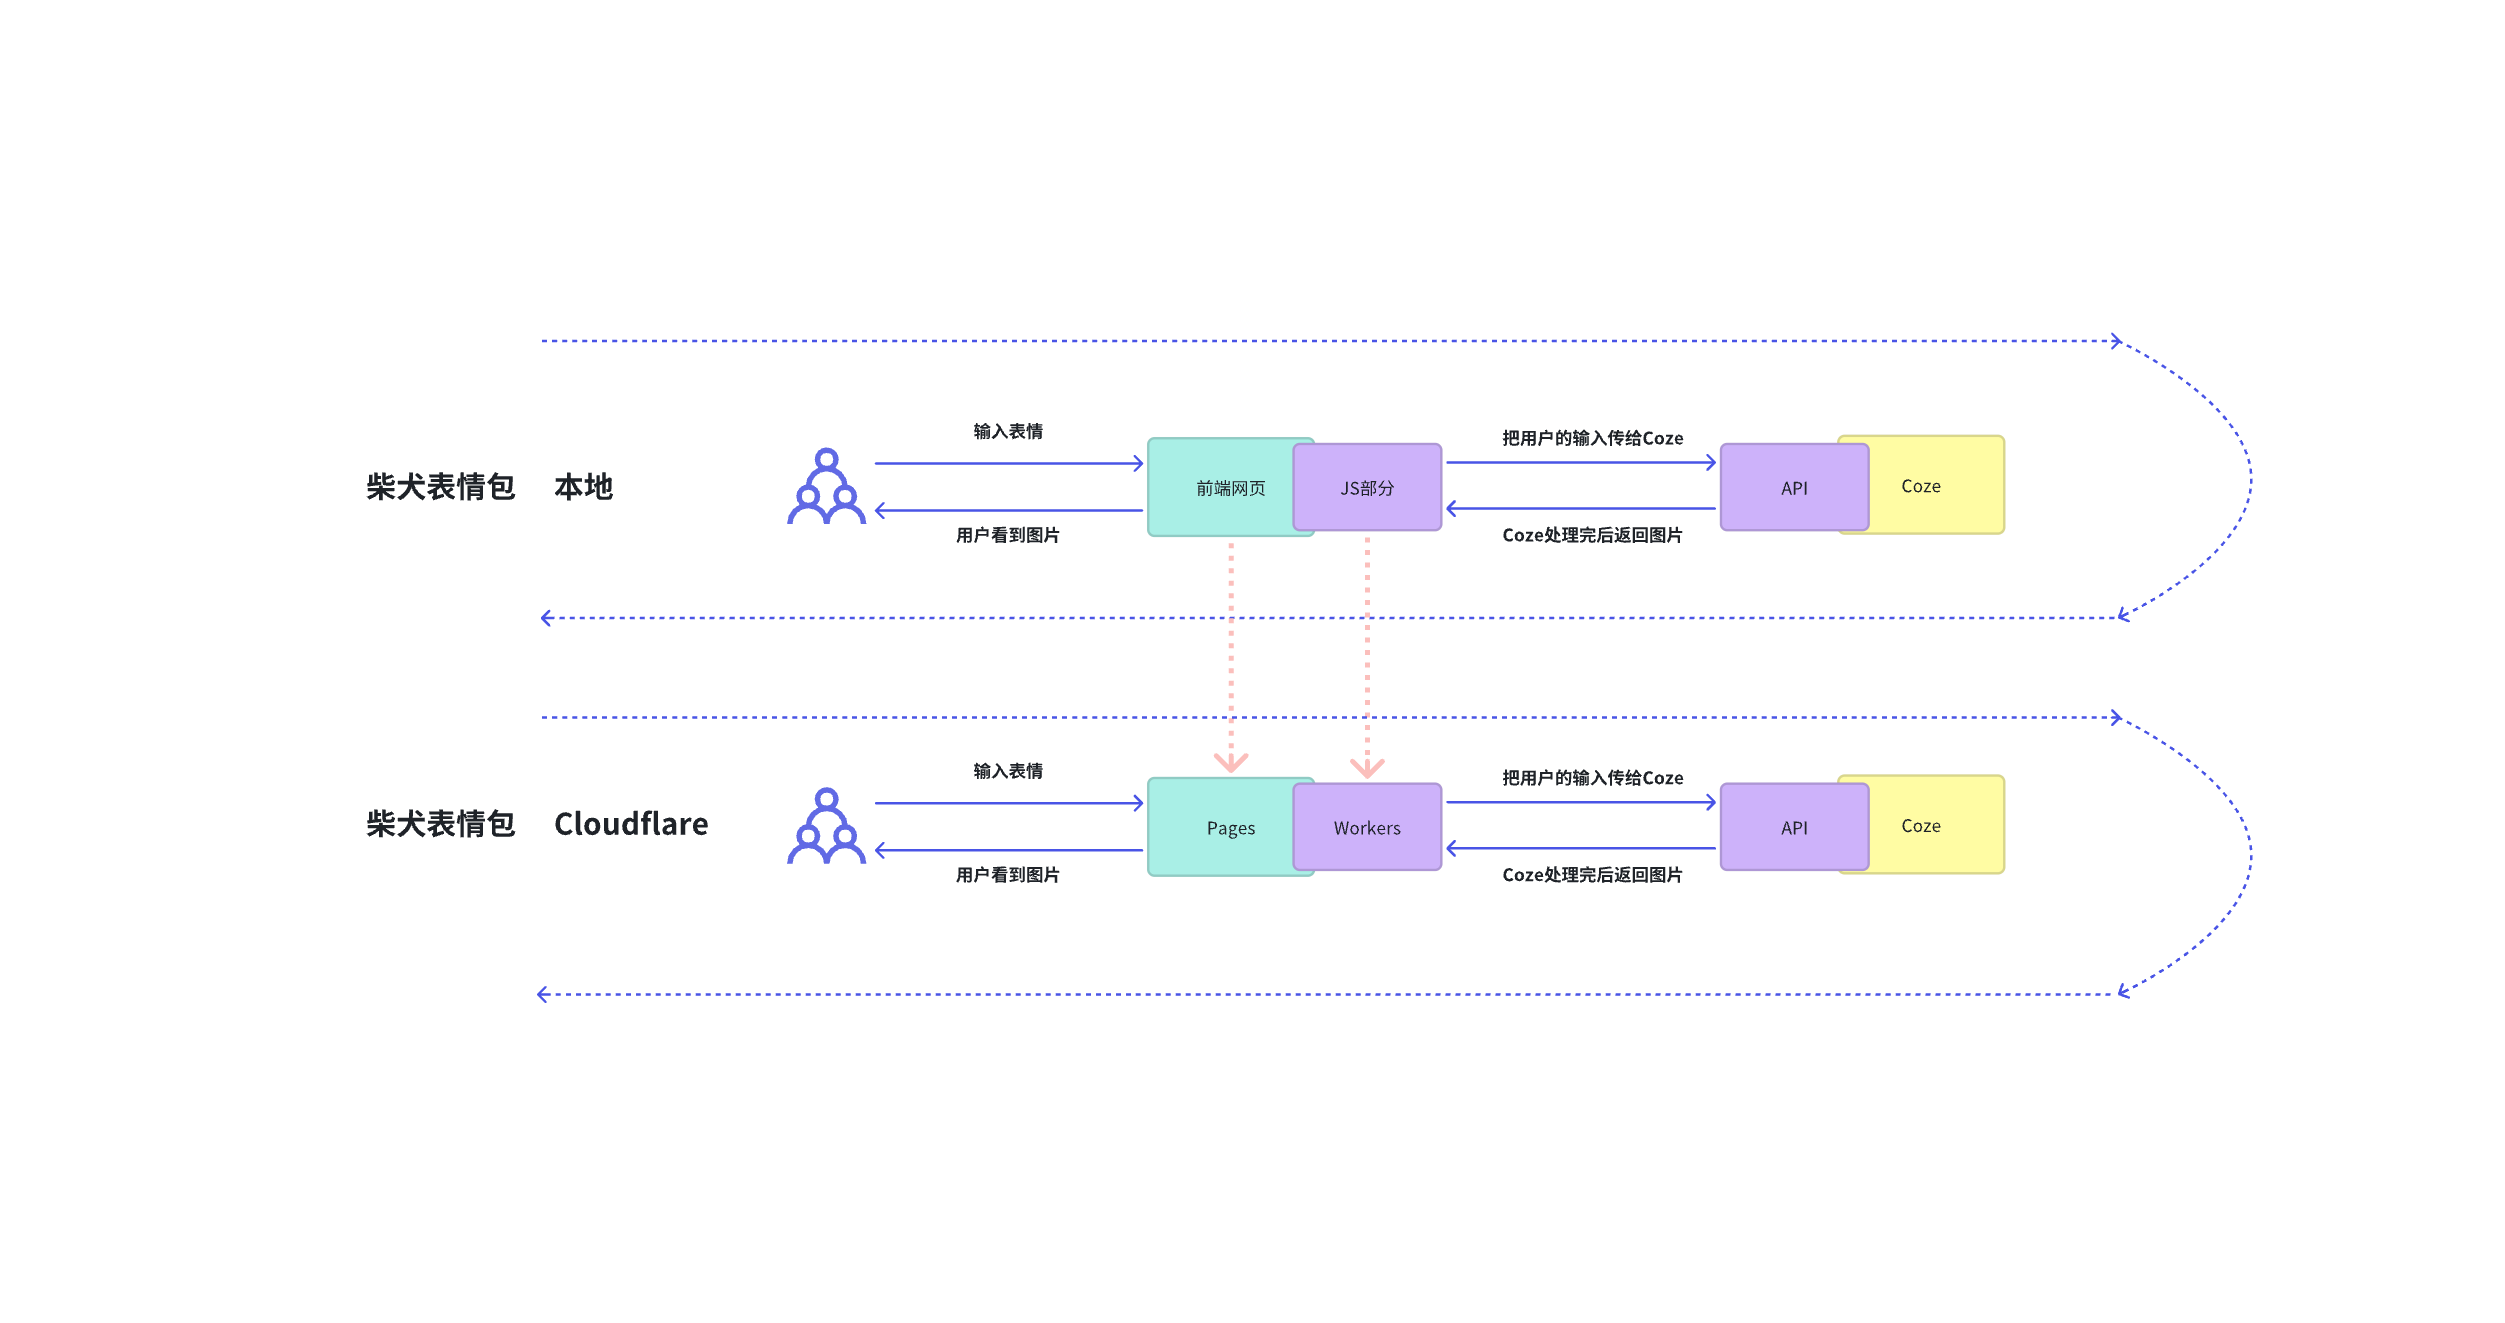 输入表情
把用户的输入传给Coze
柴犬表情包 本地
前端网页
JS部分
API
Coze
用户看到图片
Coze处理完后返回图片
输入表情
把用户的输入传给Coze
柴犬表情包 Cloudflare
Pages
Workers
API
Coze
用户看到图片
Coze处理完后返回图片